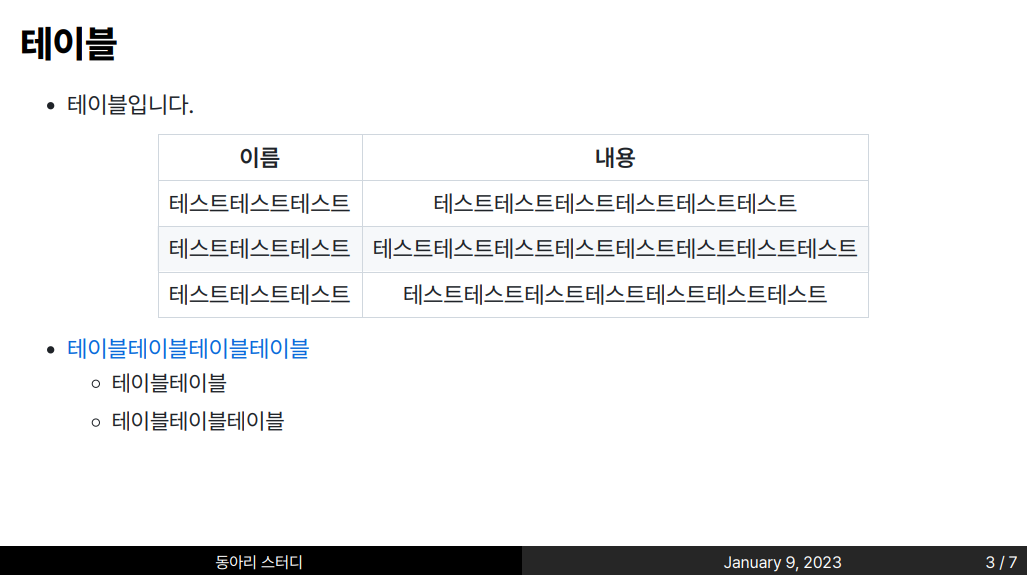 테이블
테이블입니다.
이름 내용
테스트테스트테스트 테스트테스트테스트테스트테스트테스트
테스트테스트테스트 테스트테스트테스트테스트테스트테스트테스트테스트
테스트테스트테스트 테스트테스트테스트테스트테스트테스트테스트
테이블테이블테이블테이블
테이블테이블
테이블테이블테이블
동아리 스터디 January 9, 2023 3 / 7